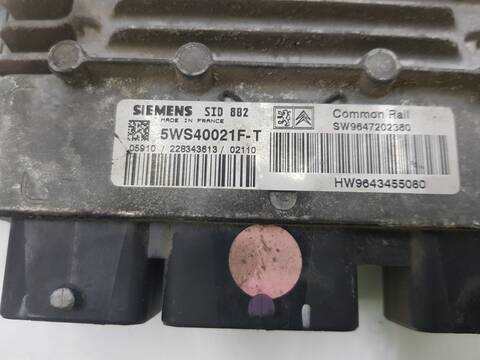 SIEMENS SID 802
MADE IN FRANCE
5WS40021F-T
05910 / 228343613 / 02110
Common Rail
SW9647202380
HW9643455080